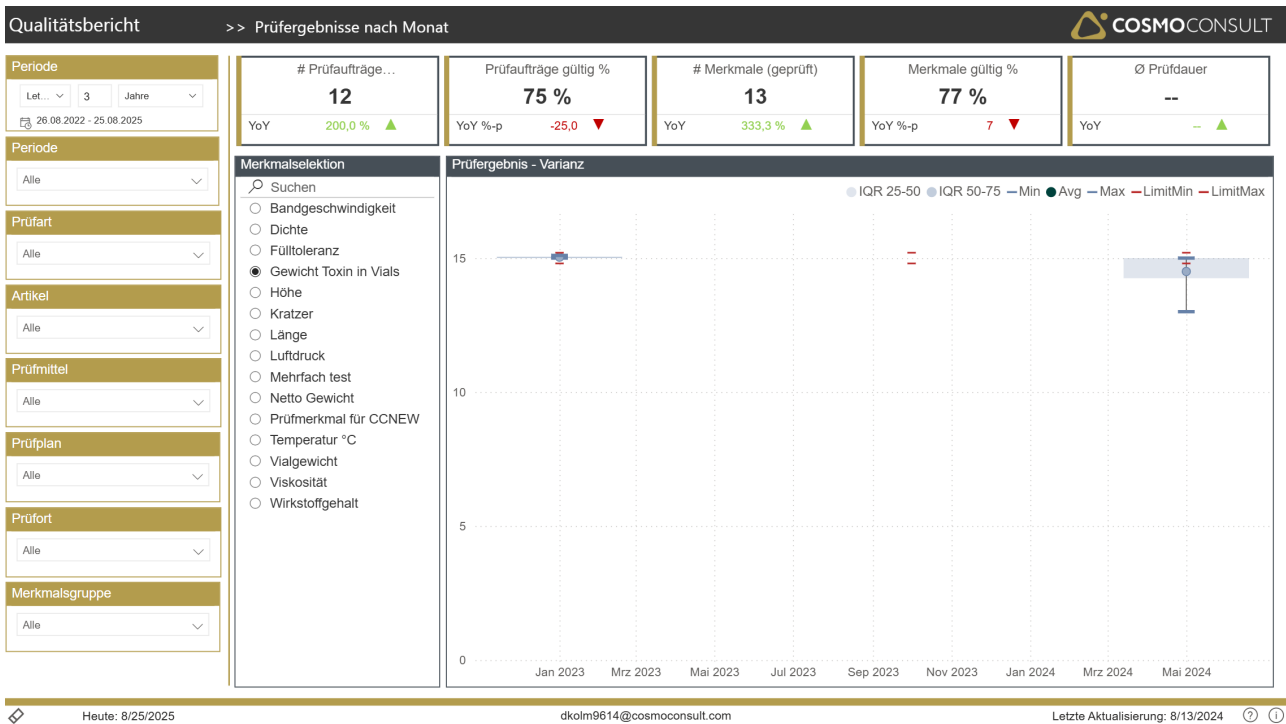 Qualitätsbericht
>> Prüfergebnisse nach Monat
COSMOCONSULT
Periode
Let...
3
Jahre
26.08.2022 - 25.08.2025
Periode
Alle
Prüfart
Alle
Artikel
Alle
Prüfmittel
Alle
Prüfplan
Alle
Prüfort
Alle
Merkmalsgruppe
Alle
# Prüfaufträge...
12
YoY 200,0 %
Prüfaufträge gültig %
75 %
YoY %-p -25,0
# Merkmale (geprüft)
13
YoY 333,3 %
Merkmale gültig %
77 %
YoY %-p 7
Ø Prüfdauer
--
YoY --
Merkmalselektion
Suchen
Bandgeschwindigkeit
Dichte
Fülltoleranz
Gewicht Toxin in Vials
Höhe
Kratzer
Länge
Luftdruck
Mehrfach test
Netto Gewicht
Prüfmerkmal für CCNEW
Temperatur °C
Vialgewicht
Viskosität
Wirkstoffgehalt
Prüfergebnis - Varianz
IQR 25-50 IQR 50-75 Min Avg Max LimitMin LimitMax
15
10
5
0
Jan 2023 Mrz 2023 Mai 2023 Jul 2023 Sep 2023 Nov 2023 Jan 2024 Mrz 2024 Mai 2024
Heute: 8/25/2025
dkolm9614@cosmoconsult.com
Letzte Aktualisierung: 8/13/2024